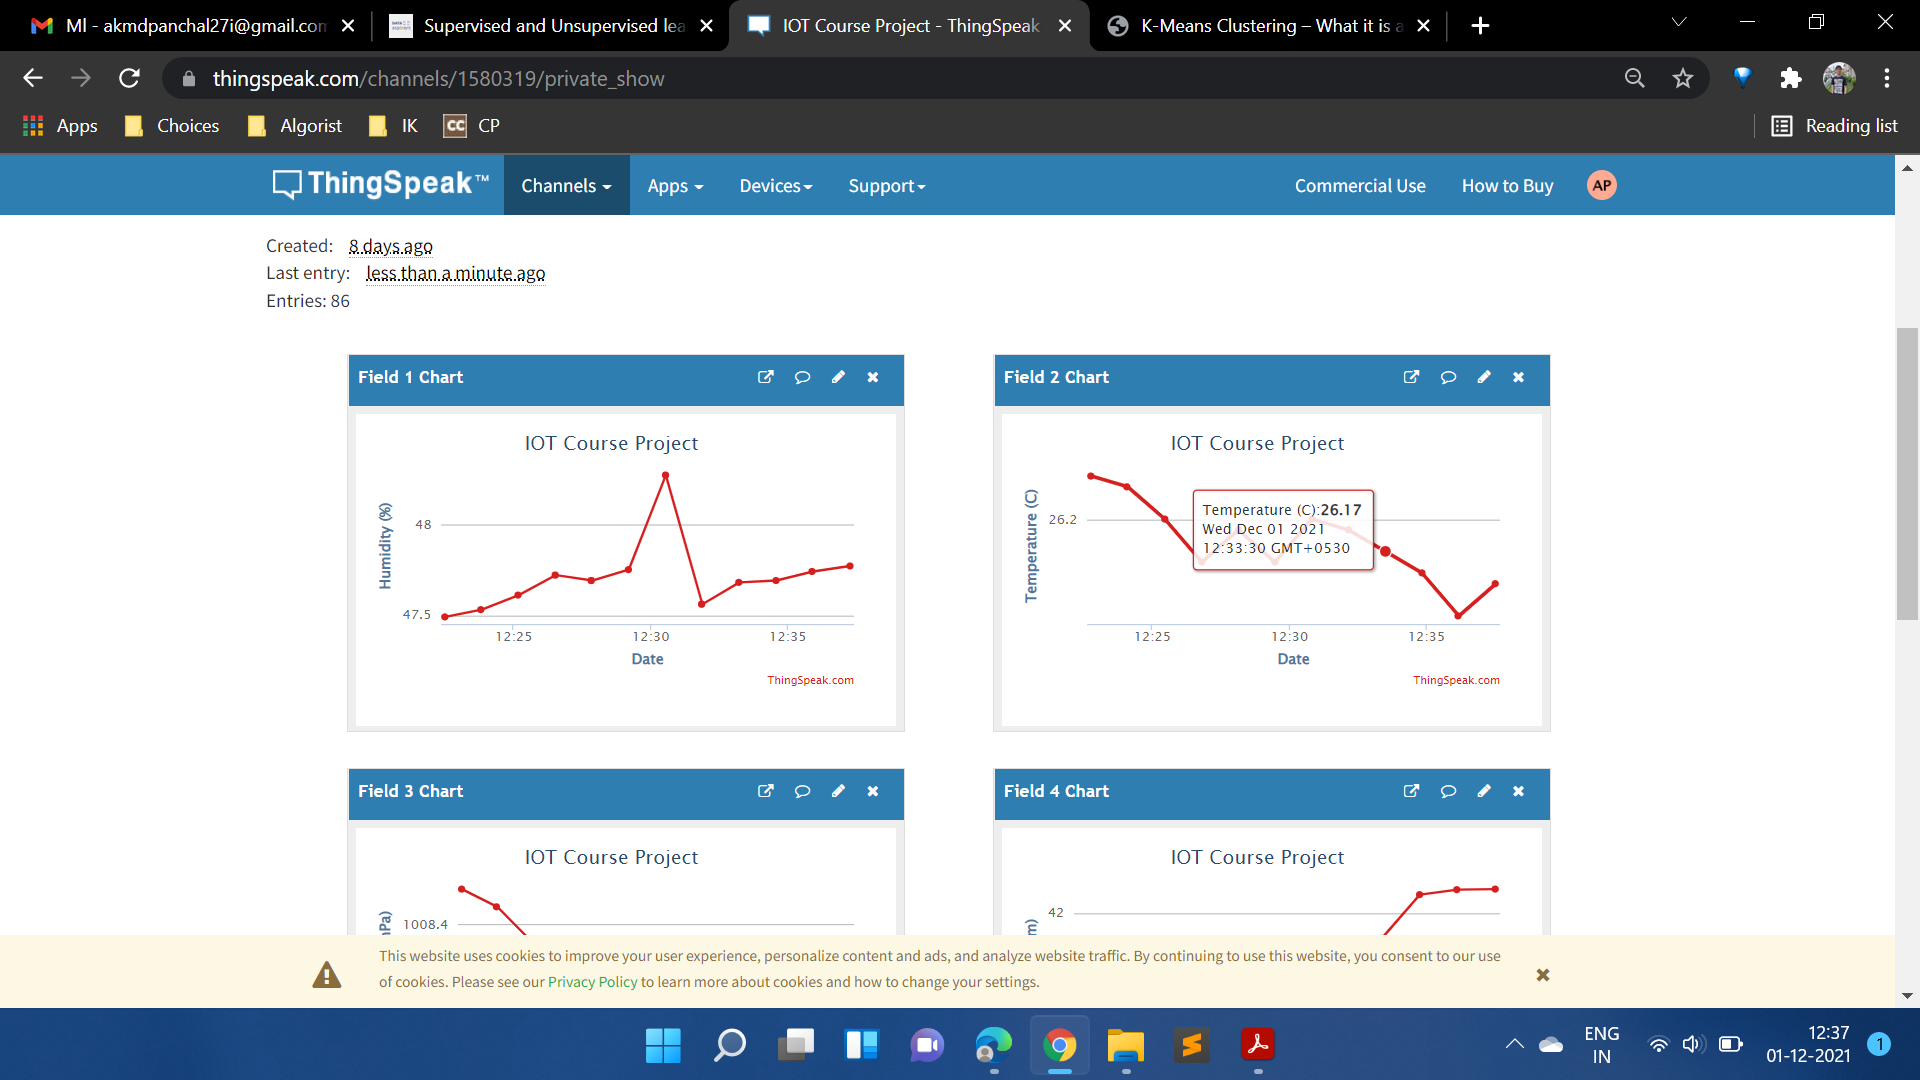 MI - akmdpanchal27i@gmail.com
Supervised and Unsupervised lea
IOT Course Project - ThingSpeak
K-Means Clustering – What it is a
thingspeak.com/channels/1580319/private_show
Apps
Choices
Algorist
IK
CC CP
Reading list
ThingSpeak™
Channels
Apps
Devices
Support
Commercial Use
How to Buy
AP
Created: 8 days ago
Last entry: less than a minute ago
Entries: 86
Field 1 Chart
IOT Course Project
Humidity (%)
48
47.5
12:25 12:30 12:35
Date
ThingSpeak.com
Field 2 Chart
IOT Course Project
Temperature (C)
26.2
Temperature (C):26.17
Wed Dec 01 2021
12:33:30 GMT+0530
12:25 12:30 12:35
Date
ThingSpeak.com
Field 3 Chart
IOT Course Project
Pa)
1008.4
Field 4 Chart
IOT Course Project
m)
42
This website uses cookies to improve your user experience, personalize content and ads, and analyze website traffic. By continuing to use this website, you consent to our use
of cookies. Please see our Privacy Policy to learn more about cookies and how to change your settings.
ENG
IN
12:37
01-12-2021
1